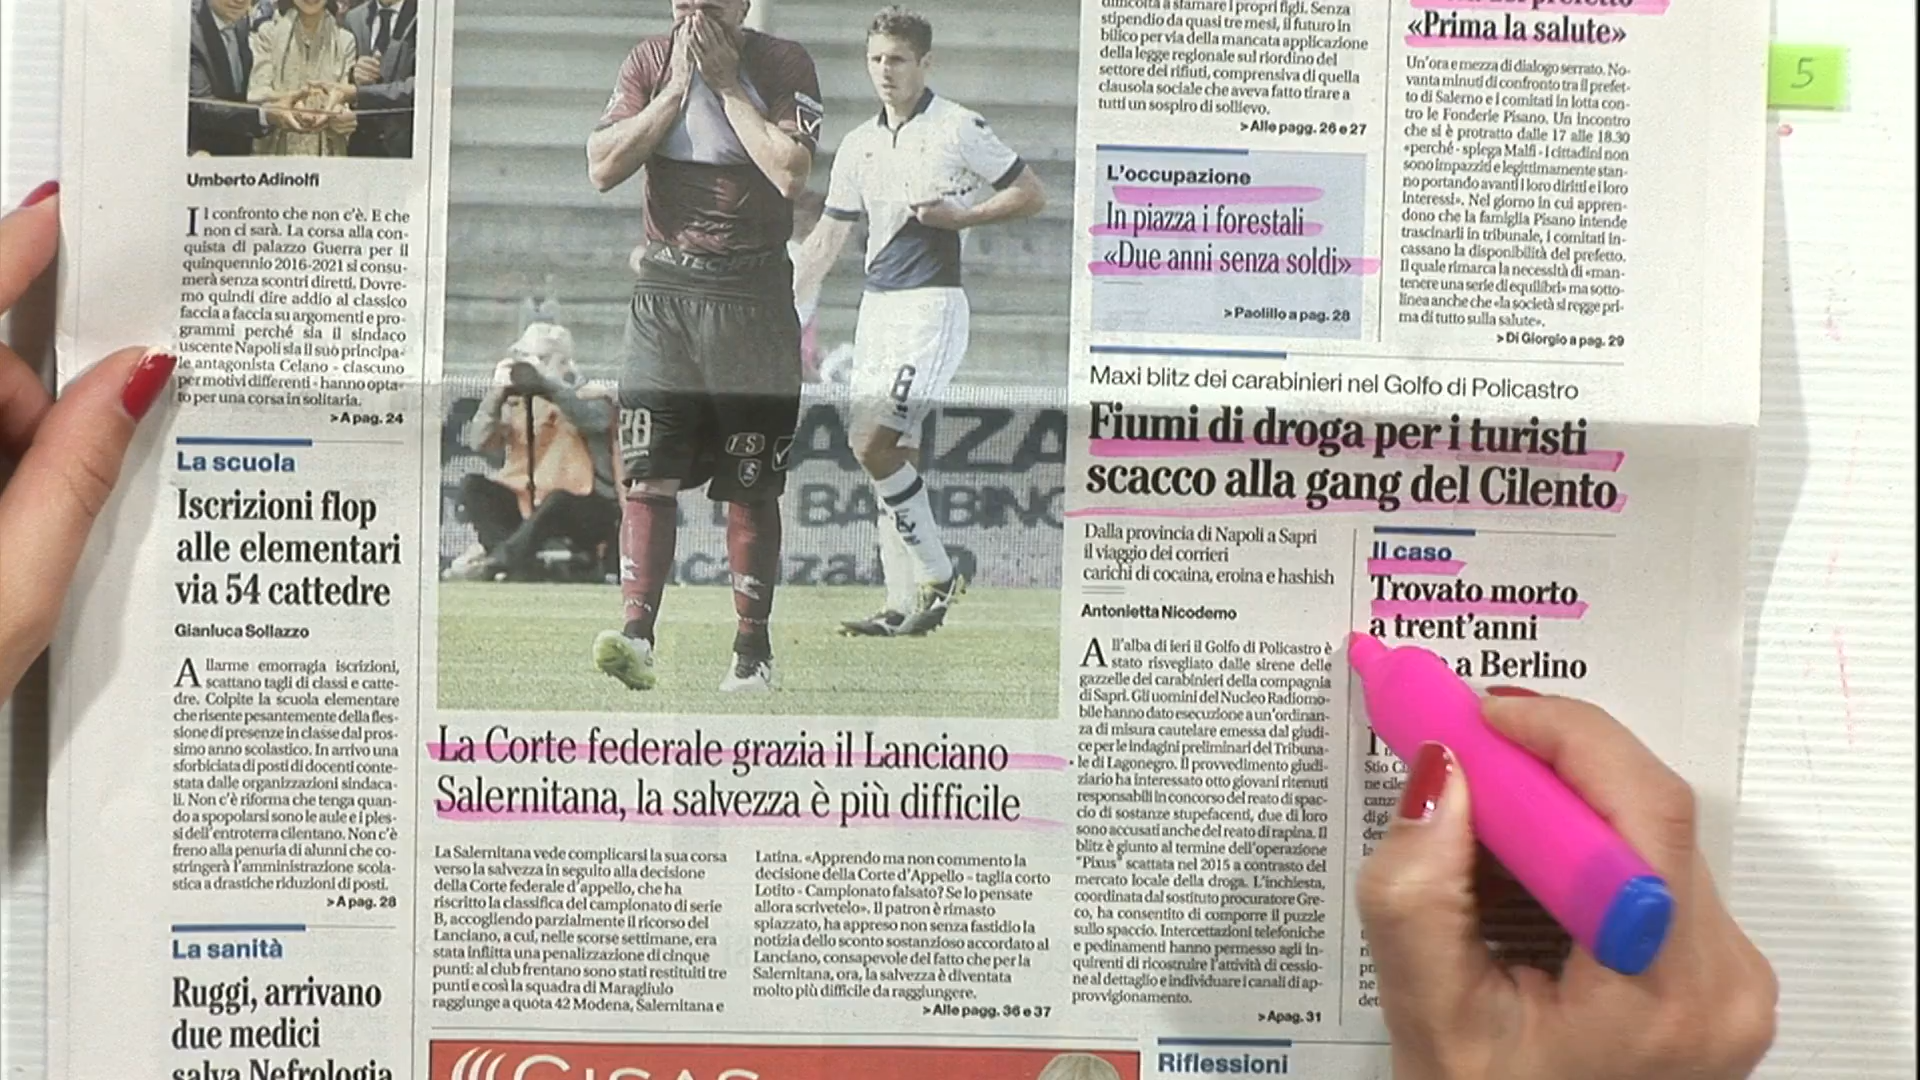 Umberto Adinolfi
Il confronto che non c'è. E che
non ci sarà. La corsa alla con-
quista di palazzo Guerra per il
quinquennio 2016-2021 si consu-
merà senza scontri diretti. Dovre-
mo quindi dire addio al classico
faccia a faccia su argomenti e pro-
grammi perché sia il sindaco
uscente Napoli sia il suo principa-
le antagonista Celano - ciascuno
per motivi differenti - hanno opta-
to per una corsa in solitaria.
>A pag. 24
La scuola
Iscrizioni flop
alle elementari
via 54 cattedre
Gianluca Sollazzo
Allarme emorragia iscrizioni,
scattano tagli di classi e catte-
dre. Colpite la scuola elementare
che risente pesantemente della fles-
sione di presenze in classe dal pros-
simo anno scolastico. In arrivo una
sforbiciata di posti di docenti conte-
stata dalle organizzazioni sindaca-
li. Non c'è riforma che tenga quan-
do a spopolarsi sono le aule e i ples-
si dell'entroterra cilentano. Non c'è
freno alla penuria di alunni che co-
stringerà l'amministrazione scola-
stica a drastiche riduzioni di posti.
>A pag. 28
La sanità
Ruggi, arrivano
due medici
salva Nefrologia
TECHFIT
6
La Corte federale grazia il Lanciano
Salernitana, la salvezza è più difficile
La Salernitana vede complicarsi la sua corsa
verso la salvezza in seguito alla decisione
della Corte federale d'appello, che ha
riscritto la classifica del campionato di serie
B, accogliendo parzialmente il ricorso del
Lanciano, a cui, nelle scorse settimane, era
stata inflitta una penalizzazione di cinque
punti: al club frentano sono stati restituiti tre
punti e così la squadra di Maragliulo
raggiunge a quota 42 Modena, Salernitana e
Latina. «Apprendo ma non commento la
decisione della Corte d'Appello - taglia corto
Lotito - Campionato falsato? Se lo pensate
allora scrivetelo». Il patron è rimasto
spiazzato, ha appreso non senza fastidio la
notizia dello sconto sostanzioso accordato al
Lanciano, consapevole del fatto che per la
Salernitana, ora, la salvezza è diventata
molto più difficile da raggiungere.
>Alle pagg. 36 e 37
difficoltà a sfamare i propri figli. Senza
stipendio da quasi tre mesi, il futuro in
bilico per via della mancata applicazione
della legge regionale sul riordino del
settore dei rifiuti, comprensiva di quella
clausola sociale che aveva fatto tirare a
tutti un sospiro di sollievo.
>Alle pagg. 26 e 27
L'occupazione
In piazza i forestali
«Due anni senza soldi»
>Paolillo a pag. 28
«Prima la salute»
Un'ora e mezza di dialogo serrato. No-
vanta minuti di confronto tra il prefet-
to di Salerno e i comitati in lotta con-
tro le Fonderie Pisano. Un incontro
che si è protratto dalle 17 alle 18.30
«perché - spiega Malfi - i cittadini non
sono impazziti e legittimamente stan-
no portando avanti i loro diritti e i loro
interessi». Nel giorno in cui appren-
dono che la famiglia Pisano intende
trascinarli in tribunale, i comitati in-
cassano la disponibilità del prefetto.
Il quale rimarca la necessità di «man-
tenere una serie di equilibri» ma sotto-
linea anche che «la società si regge pri-
ma di tutto sulla salute».
>Di Giorgio a pag. 29
5
Maxi blitz dei carabinieri nel Golfo di Policastro
Fiumi di droga per i turisti
scacco alla gang del Cilento
Dalla provincia di Napoli a Sapri
il viaggio dei corrieri
carichi di cocaina, eroina e hashish
Antonietta Nicodemo
All'alba di ieri il Golfo di Policastro è
stato risvegliato dalle sirene delle
gazzelle dei carabinieri della compagnia
di Sapri. Gli uomini del Nucleo Radiomo-
bile hanno dato esecuzione a un'ordinan-
za di misura cautelare emessa dal giudi-
ce per le indagini preliminari del Tribuna-
le di Lagonegro. Il provvedimento giudi-
ziario ha interessato otto giovani ritenuti
responsabili in concorso del reato di spac-
cio di sostanze stupefacenti, due di loro
sono accusati anche del reato di rapina. Il
blitz è giunto al termine dell'operazione
"Pixus" scattata nel 2015 a contrasto del
mercato locale della droga. L'inchiesta,
coordinata dal sostituto procuratore Gre-
co, ha consentito di comporre il puzzle
sullo spaccio. Intercettazioni telefoniche
e pedinamenti hanno permesso agli in-
quirenti di ricostruire l'attività di cessio-
ne al dettaglio e individuare i canali di ap-
provvigionamento.
>A pag. 31
Il caso
Trovato morto
a trent'anni
a Berlino
Riflessioni